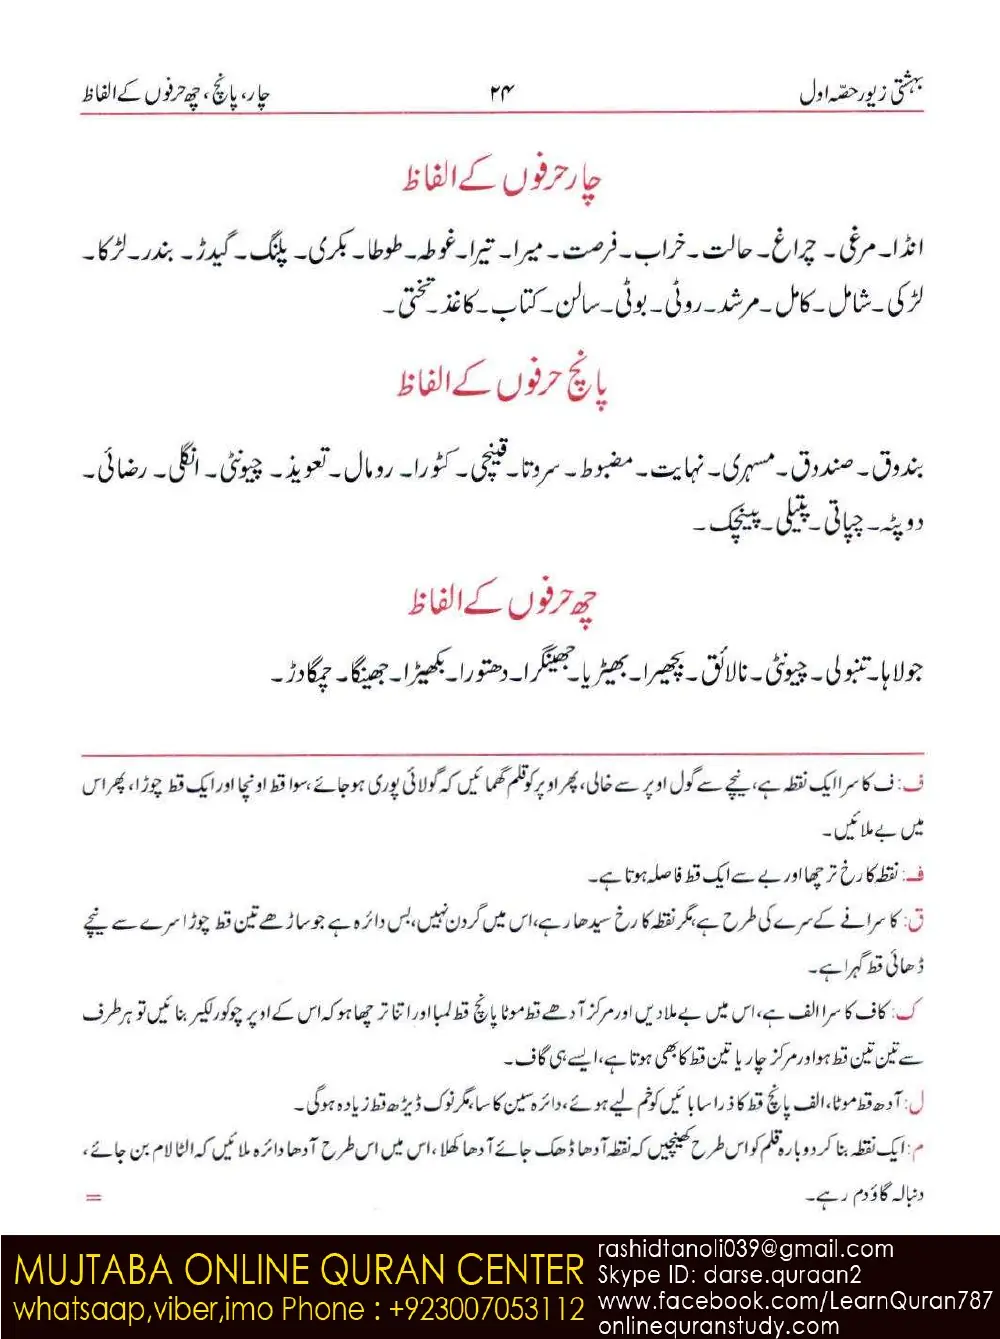 بہشتی زیور حصّہ اول
۲۴
چار، پانچ، چھ حرفوں کے الفاظ
چار حرفوں کے الفاظ
انڈا۔ مرغی۔ چراغ۔ حالت۔ خراب۔ فرصت۔ میرا۔ تیرا۔ غوطہ۔ طوطا۔ بکری۔ پلنگ۔ گیدڑ۔ بندر۔ لڑکا۔
لڑکی۔ شامل۔ کامل۔ مرشد۔ روٹی۔ بوٹی۔ سالن۔ کتاب۔ کاغذ۔ تختی۔
پانچ حرفوں کے الفاظ
بندوق۔ صندوق۔ مسہری۔ نہایت۔ مضبوط۔ سروتا۔ قینچی۔ کٹورا۔ رومال۔ تعویذ۔ چیونٹی۔ انگلی۔ رضائی۔
دوپٹہ۔ چپاتی۔ پتیلی۔ پینچک۔
چھ حرفوں کے الفاظ
جولاہا۔ تنبولی۔ چیونٹی۔ نالائق۔ بچھیرا۔ بھیڑیا۔ جھینگرا۔ دھتورا۔ بکھیڑا۔ جھینگا۔ چمگادڑ۔
ف: ف کا سرا ایک نقطہ ہے، نیچے سے گول اوپر سے خالی، پھر اوپر کو قلم گھمائیں کہ گولائی پوری ہو جائے، سوا قط اونچا اور ایک قط چوڑا، پھر اس
میں بے ملائیں۔
فـ: نقطہ کا رخ ترچھا اور بے سے ایک قط فاصلہ ہوتا ہے۔
ق: کا سرا فے کے سرے کی طرح ہے، مگر نقطہ کا رخ سیدھا رہے، اس میں گردن نہیں، بس دائرہ ہے جو ساڑھے تین قط چوڑا سرے سے نیچے
ڈھائی قط گہرا ہے۔
ک: کاف کا سرا الف ہے، اس میں بے ملا دیں اور مرکز آدھے قط موٹا پانچ قط لمبا اور اتنا ترچھا ہو کہ اس کے اوپر چوکور لکیر بنائیں تو ہر طرف
سے تین تین قط ہو اور مرکز چار یا تین قط کا بھی ہوتا ہے، ایسے ہی گاف۔
ل: آدھ قط موٹا، الف پانچ قط کا ذرا سا بائیں کو خم لیے ہوئے، دائرہ سین کا سا، مگر نوک ڈیڑھ قط زیادہ ہوگی۔
م: ایک نقطہ بنا کر دوبارہ قلم کو اس طرح کھینچیں کہ نقطہ آدھا ڈھک جائے آدھا کھلا، اس میں اس طرح آدھا دائرہ ملائیں کہ الٹا لام بن جائے،
دنبالہ گاؤدم رہے۔
=
MUJTABA ONLINE QURAN CENTER
whatsaap,viber,imo Phone : +923007053112
rashidtanoli039@gmail.com
Skype ID: darse.quraan2
www.facebook.com/LearnQuran787
onlinequranstudy.com